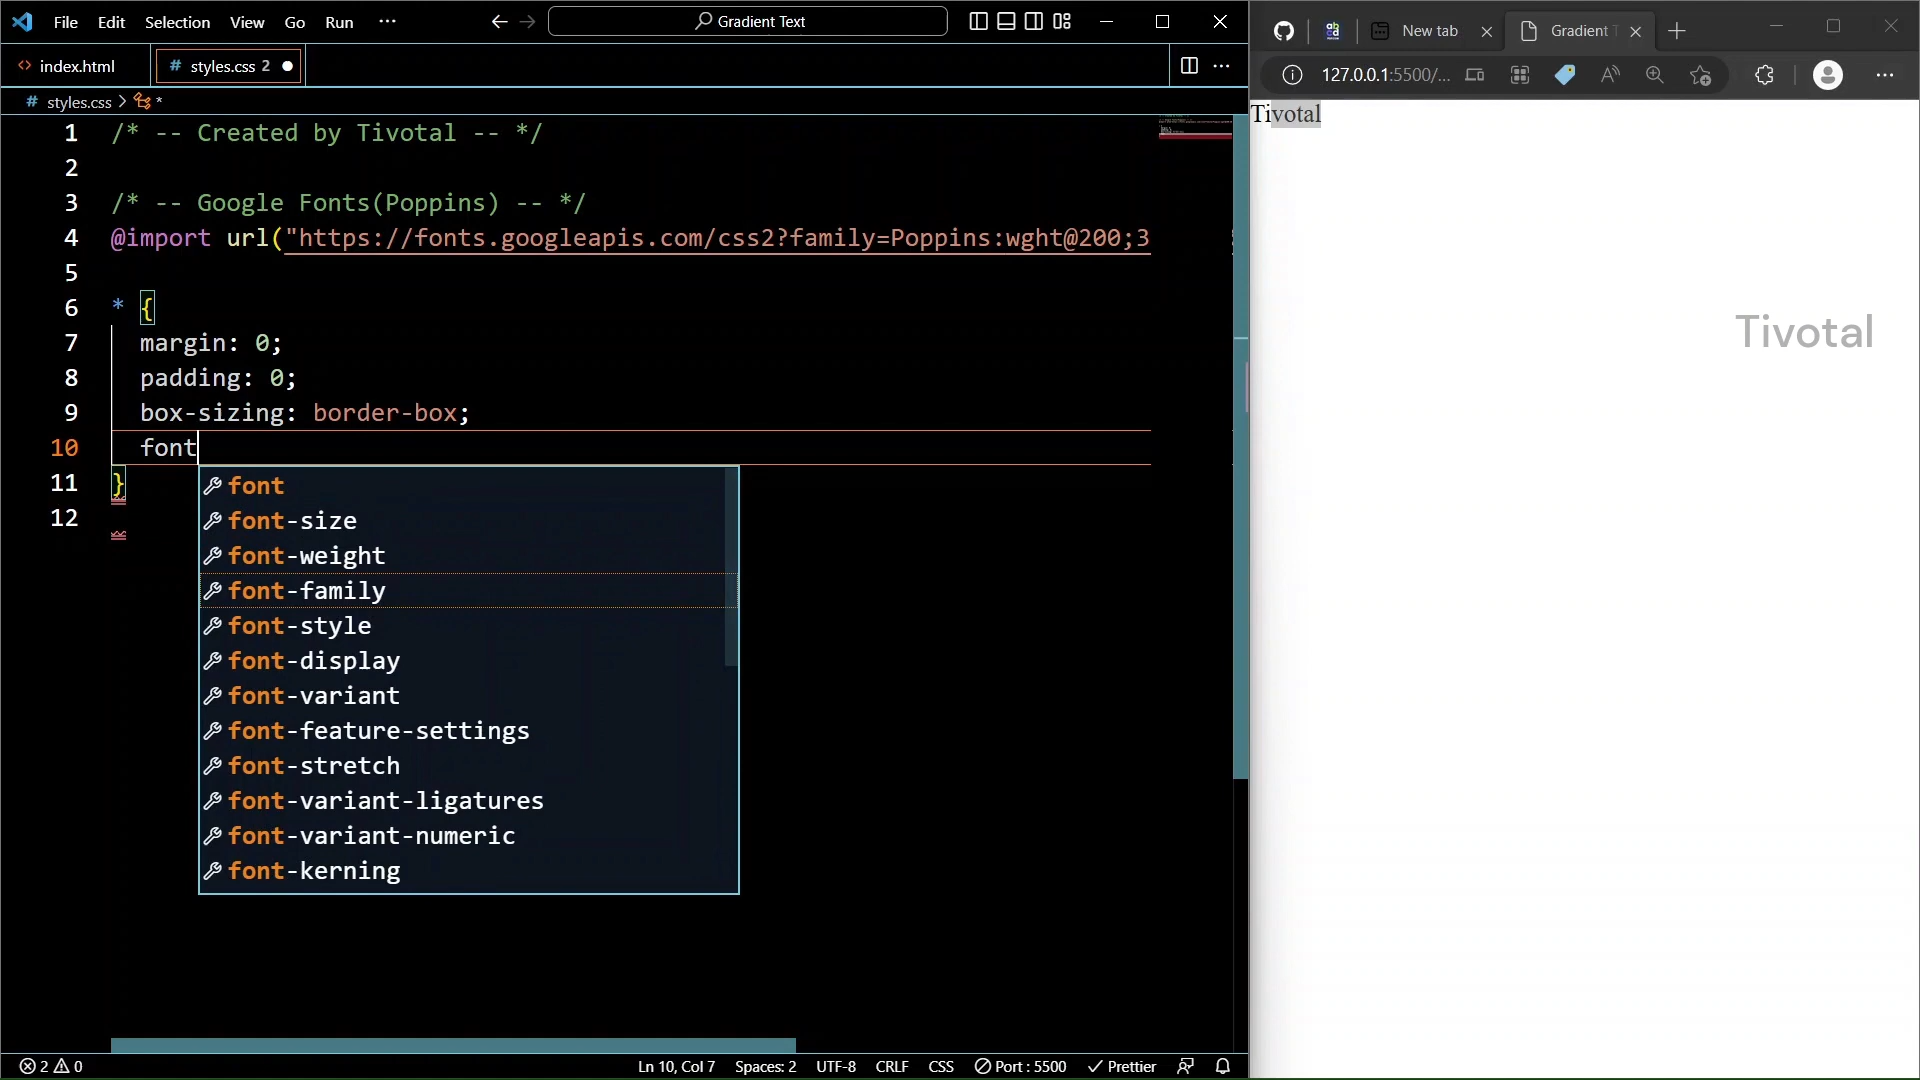 File Edit Selection View Go Run ··· Gradient Text
index.html styles.css 2
styles.css > *
1 /* -- Created by Tivotal -- */
2
3 /* -- Google Fonts(Poppins) -- */
4 @import url("https://fonts.googleapis.com/css2?family=Poppins:wght@200;3
5
6 * {
7 margin: 0;
8 padding: 0;
9 box-sizing: border-box;
10 font
11 }
12
font
font-size
font-weight
font-family
font-style
font-display
font-variant
font-feature-settings
font-stretch
font-variant-ligatures
font-variant-numeric
font-kerning
2 0 Ln 10, Col 7 Spaces: 2 UTF-8 CRLF CSS Port : 5500 Prettier
New tab Gradient
127.0.0.1:5500/...
Tivotal
Tivotal